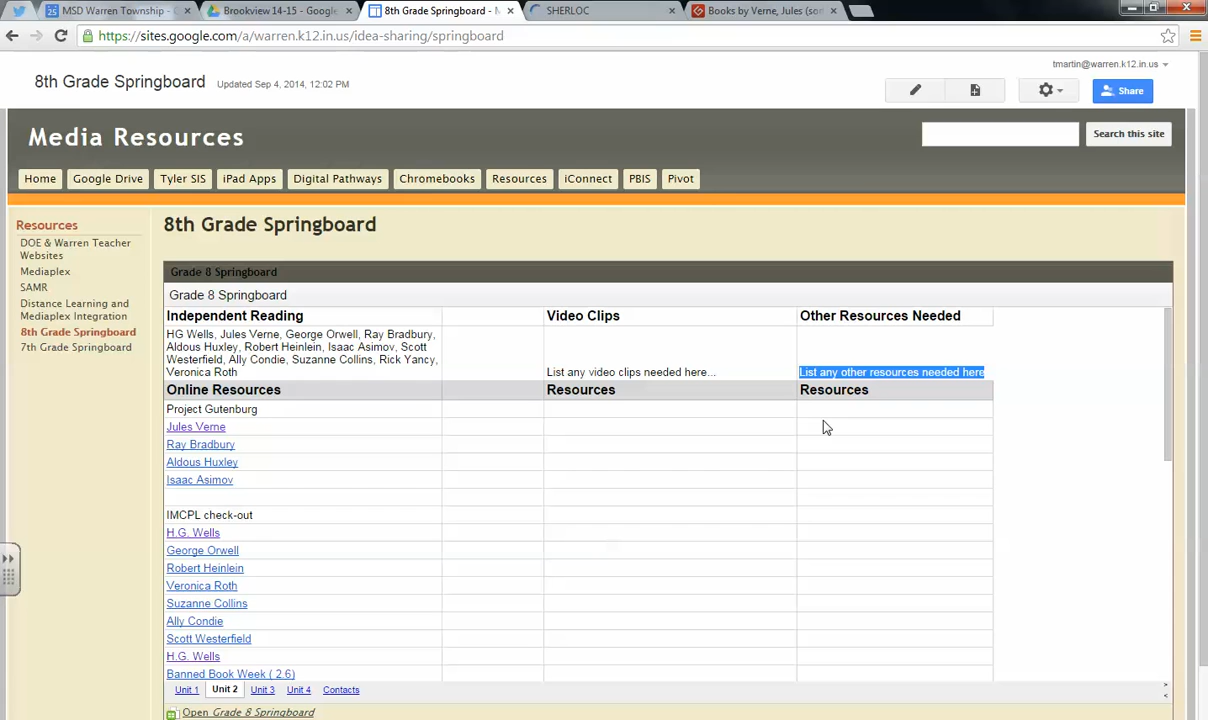 MSD Warren Township - G
Brookview 14-15 - Google
8th Grade Springboard - M
SHERLOC
Books by Verne, Jules (son
https://sites.google.com/a/warren.k12.in.us/idea-sharing/springboard
tmartin@warren.k12.in.us
8th Grade Springboard Updated Sep 4, 2014, 12:02 PM
Share
Media Resources
Search this site
Home Google Drive Tyler SIS iPad Apps Digital Pathways Chromebooks Resources iConnect PBIS Pivot
Resources
DOE & Warren Teacher
Websites
Mediaplex
SAMR
Distance Learning and
Mediaplex Integration
8th Grade Springboard
7th Grade Springboard
8th Grade Springboard
Grade 8 Springboard
Grade 8 Springboard
Independent Reading Video Clips Other Resources Needed
HG Wells, Jules Verne, George Orwell, Ray Bradbury,
Aldous Huxley, Robert Heinlein, Isaac Asimov, Scott
Westerfield, Ally Condie, Suzanne Collins, Rick Yancy,
Veronica Roth List any video clips needed here... List any other resources needed here
Online Resources Resources Resources
Project Gutenburg
Jules Verne
Ray Bradbury
Aldous Huxley
Isaac Asimov
IMCPL check-out
H.G. Wells
George Orwell
Robert Heinlein
Veronica Roth
Suzanne Collins
Ally Condie
Scott Westerfield
H.G. Wells
Banned Book Week ( 2.6)
Unit 1 Unit 2 Unit 3 Unit 4 Contacts
Open Grade 8 Springboard